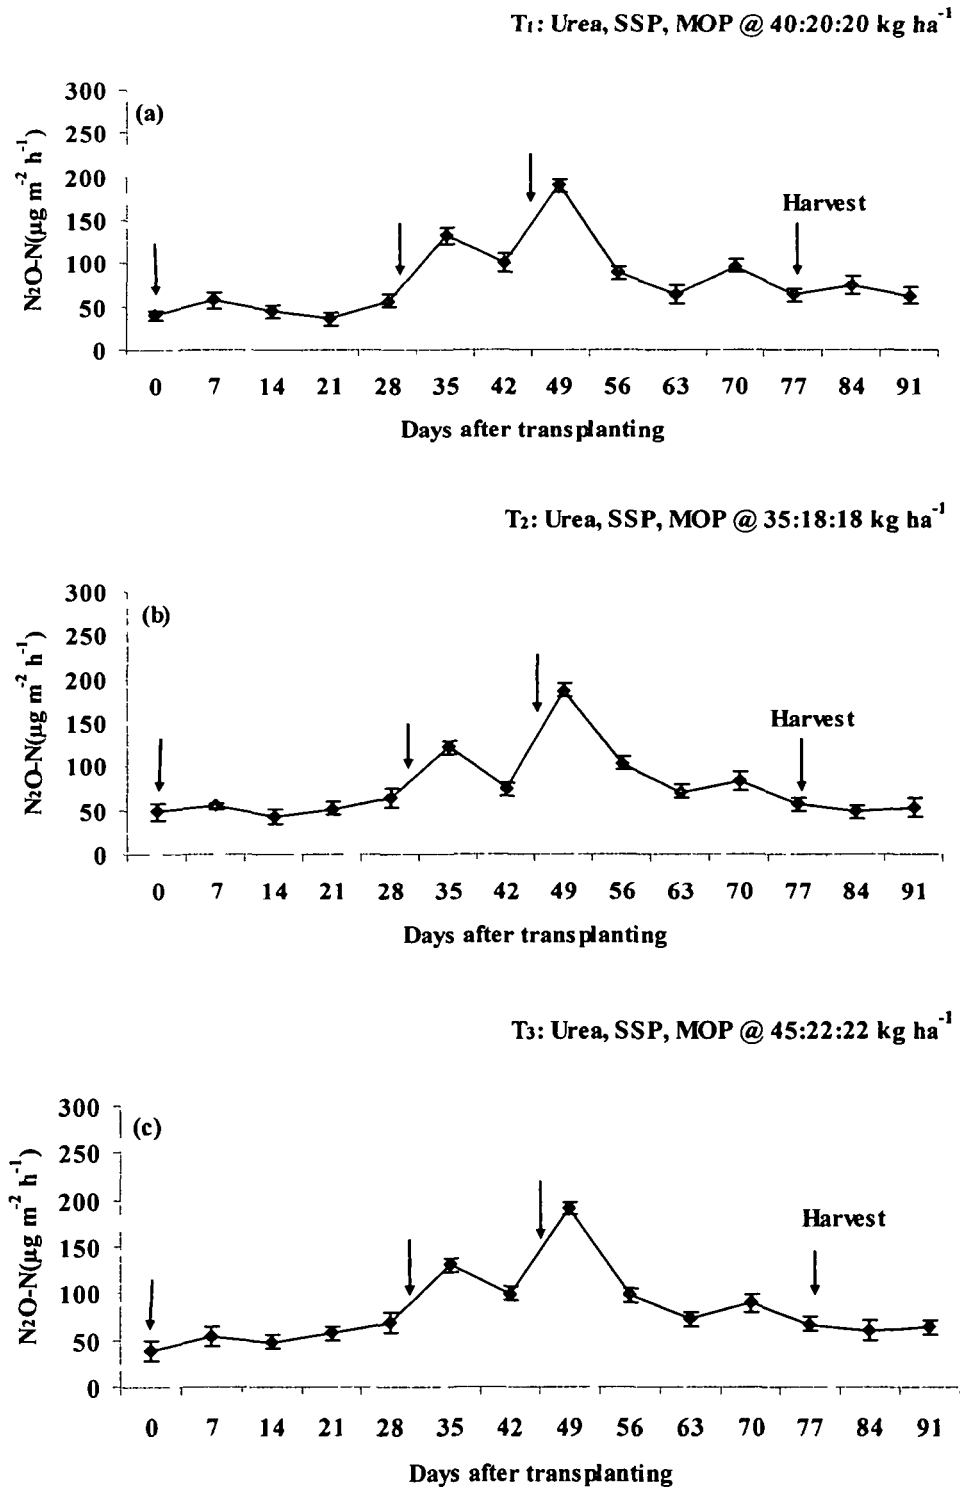 T1: Urea, SSP, MOP @ 40:20:20 kg ha-1
300
(a)
250
200
150
100
50
0
N2O-N(µg m-2 h-1)
Harvest
0 7 14 21 28 35 42 49 56 63 70 77 84 91
Days after transplanting
T2: Urea, SSP, MOP @ 35:18:18 kg ha-1
300
(b)
250
200
150
100
50
0
N2O-N(µg m-2 h-1)
Harvest
0 7 14 21 28 35 42 49 56 63 70 77 84 91
Days after transplanting
T3: Urea, SSP, MOP @ 45:22:22 kg ha-1
300
(c)
250
200
150
100
50
0
N2O-N(µg m-2 h-1)
Harvest
0 7 14 21 28 35 42 49 56 63 70 77 84 91
Days after transplanting